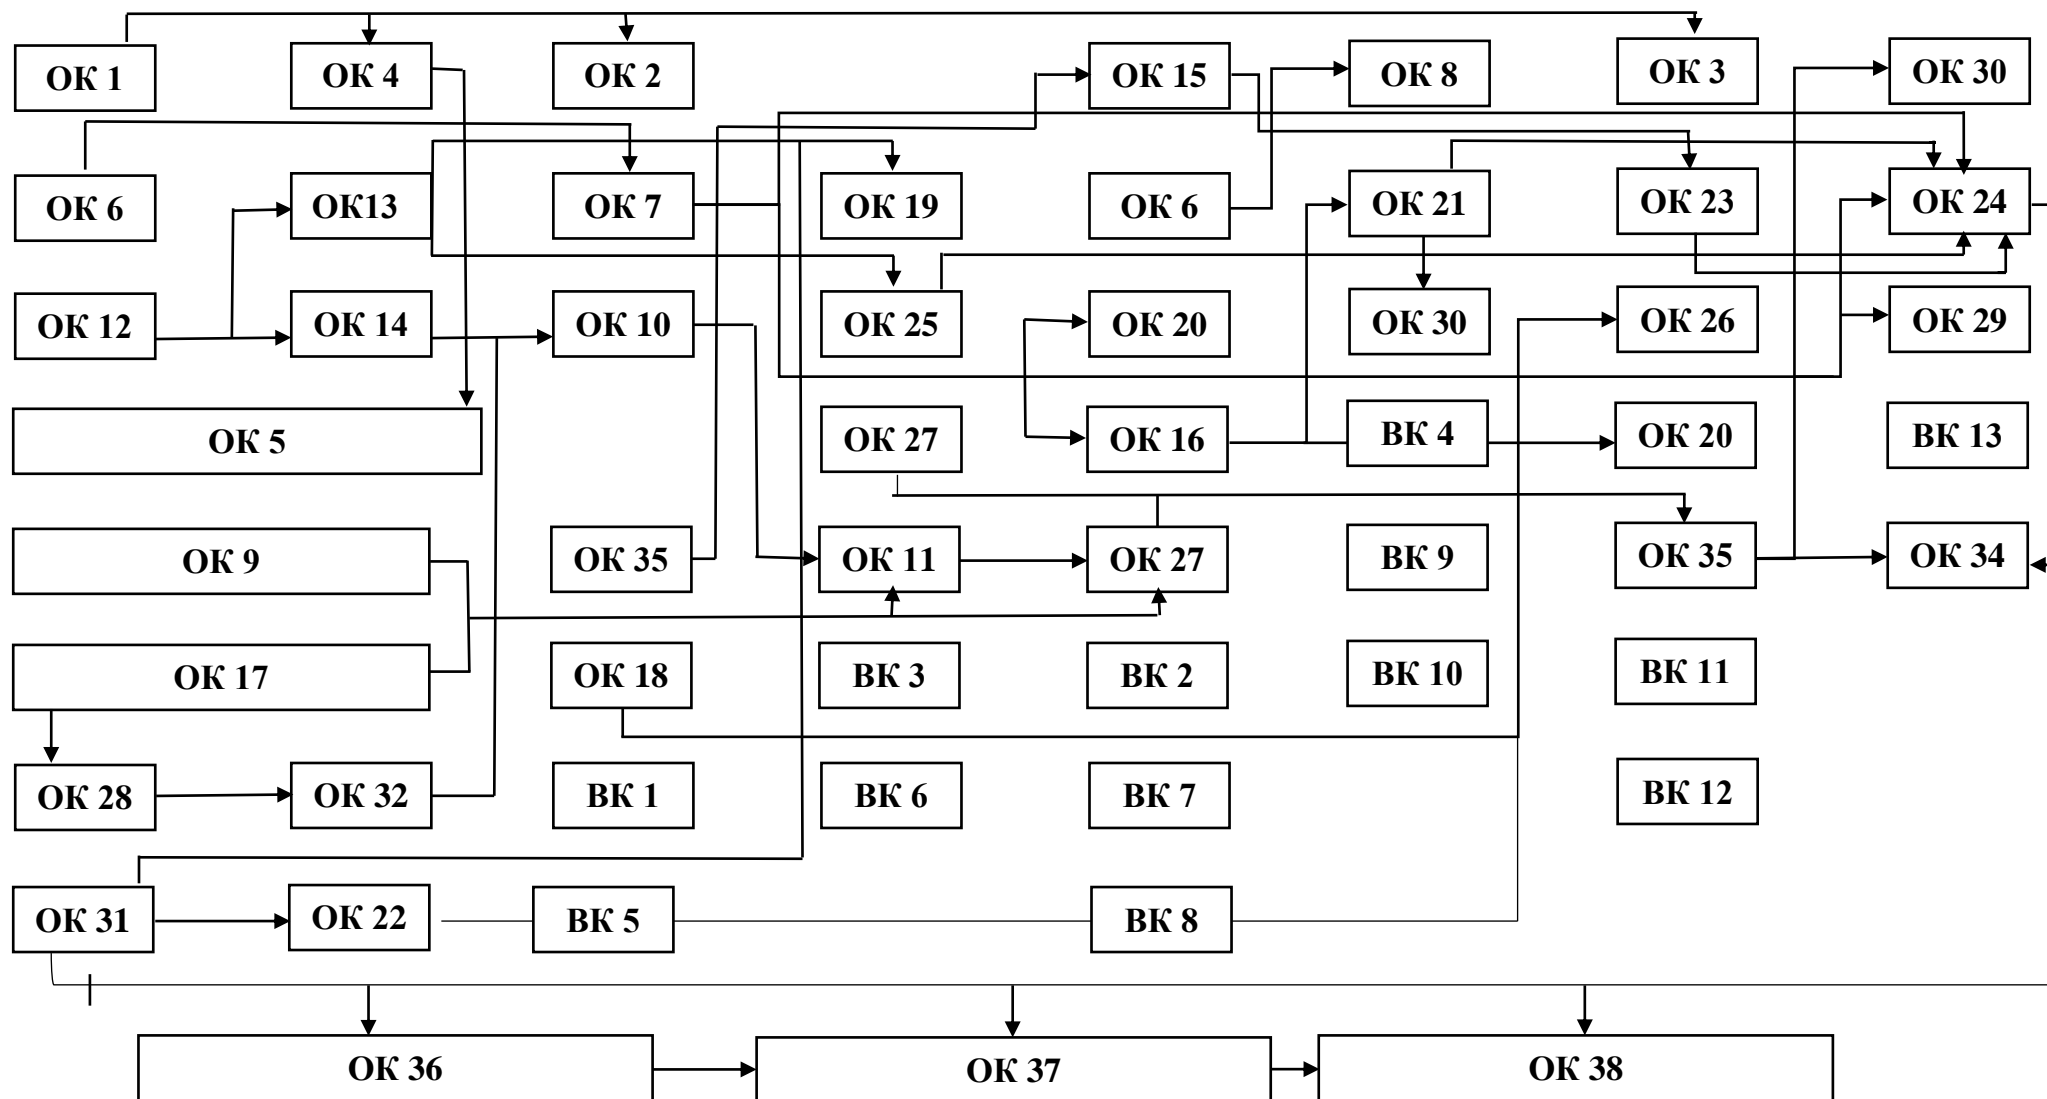 ОК 1
ОК 4
ОК 2
ОК 15
ОК 8
ОК 3
ОК 30
ОК 6
ОК13
ОК 7
ОК 19
ОК 6
ОК 21
ОК 23
ОК 24
ОК 12
ОК 14
ОК 10
ОК 25
ОК 20
ОК 30
ОК 26
ОК 29
ОК 5
ОК 27
ОК 16
ВК 4
ОК 20
ВК 13
ОК 9
ОК 35
ОК 11
ОК 27
ВК 9
ОК 35
ОК 34
ОК 17
ОК 18
ВК 3
ВК 2
ВК 10
ВК 11
ОК 28
ОК 32
ВК 1
ВК 6
ВК 7
ВК 12
ОК 31
ОК 22
ВК 5
ВК 8
ОК 36
ОК 37
ОК 38